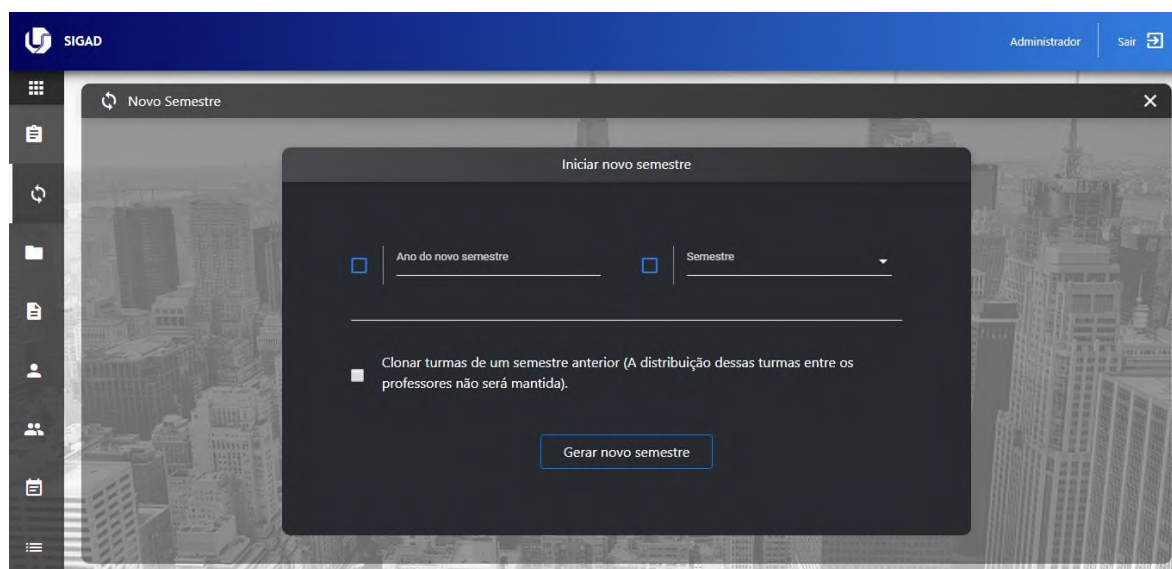 SIGAD
Administrador
Sair
Novo Semestre
Iniciar novo semestre
Ano do novo semestre
Semestre
Clonar turmas de um semestre anterior (A distribuição dessas turmas entre os
professores não será mantida).
Gerar novo semestre